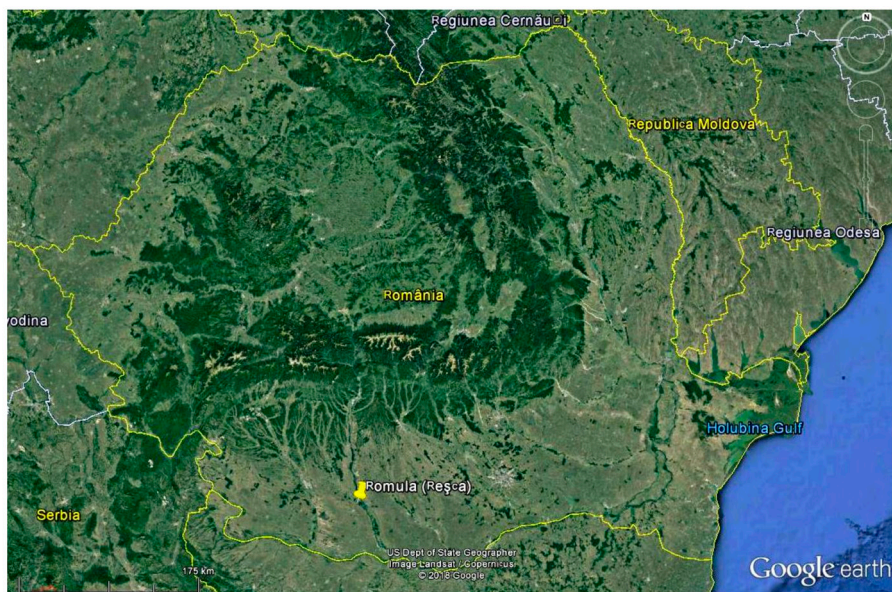 Regiunea Cernăuți
N
Republica Moldova
Regiunea Odesa
România
vodina
Holubina Gulf
Romula (Reşca)
Serbia
US Dept of State Geographer
Image Landsat / Copernicus
© 2018 Google
175 km
Google earth